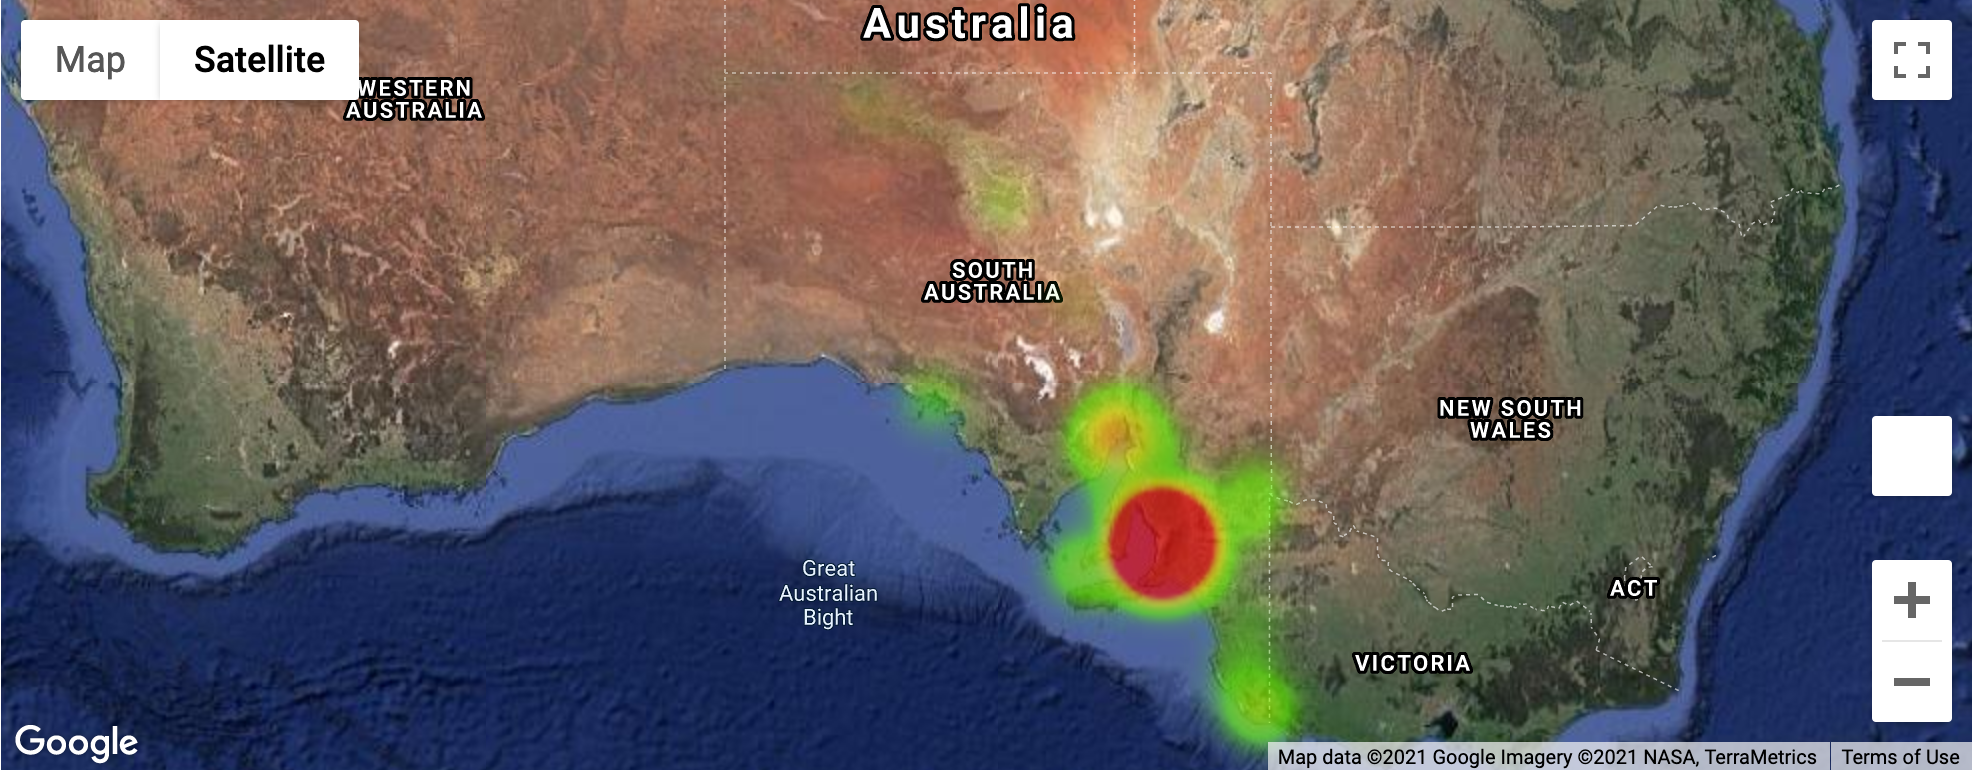 Australia
Map
Satellite
WESTERN
AUSTRALIA
SOUTH
AUSTRALIA
NEW SOUTH
WALES
Great
Australian
Bight
ACT
VICTORIA
Google
Map data ©2021 Google Imagery ©2021 NASA, TerraMetrics
Terms of Use